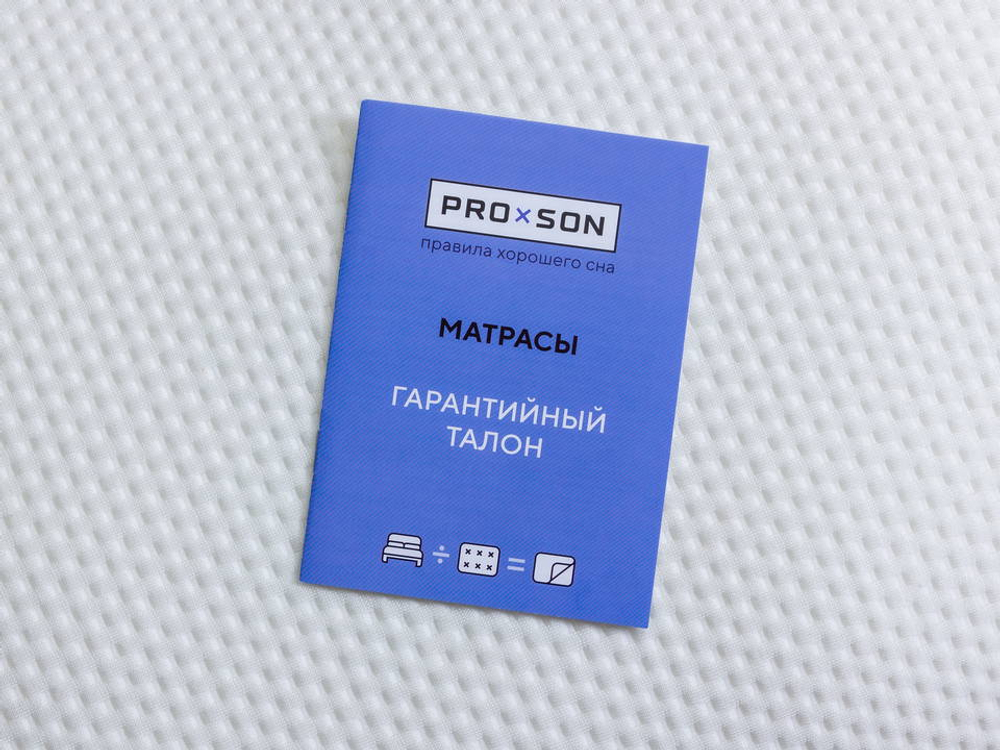 PRO×SON
правила хорошего сна
МАТРАСЫ
ГАРАНТИЙНЫЙ
ТАЛОН